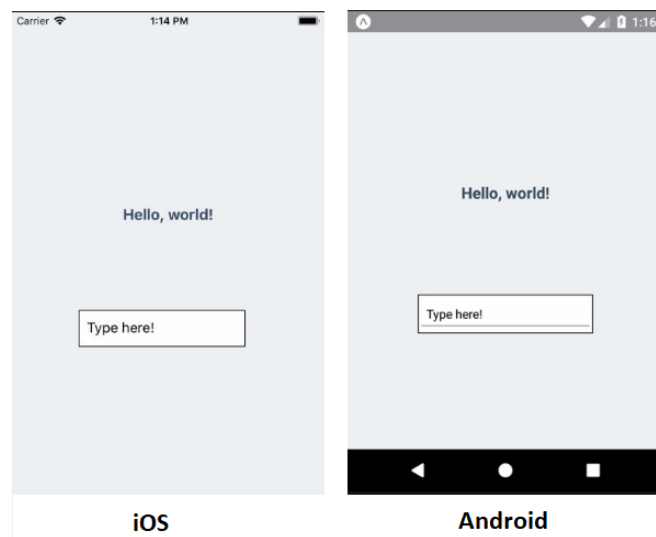 Carrier 1:14 PM
Hello, world!
Type here!
iOS
1:16
Hello, world!
Type here!
Android